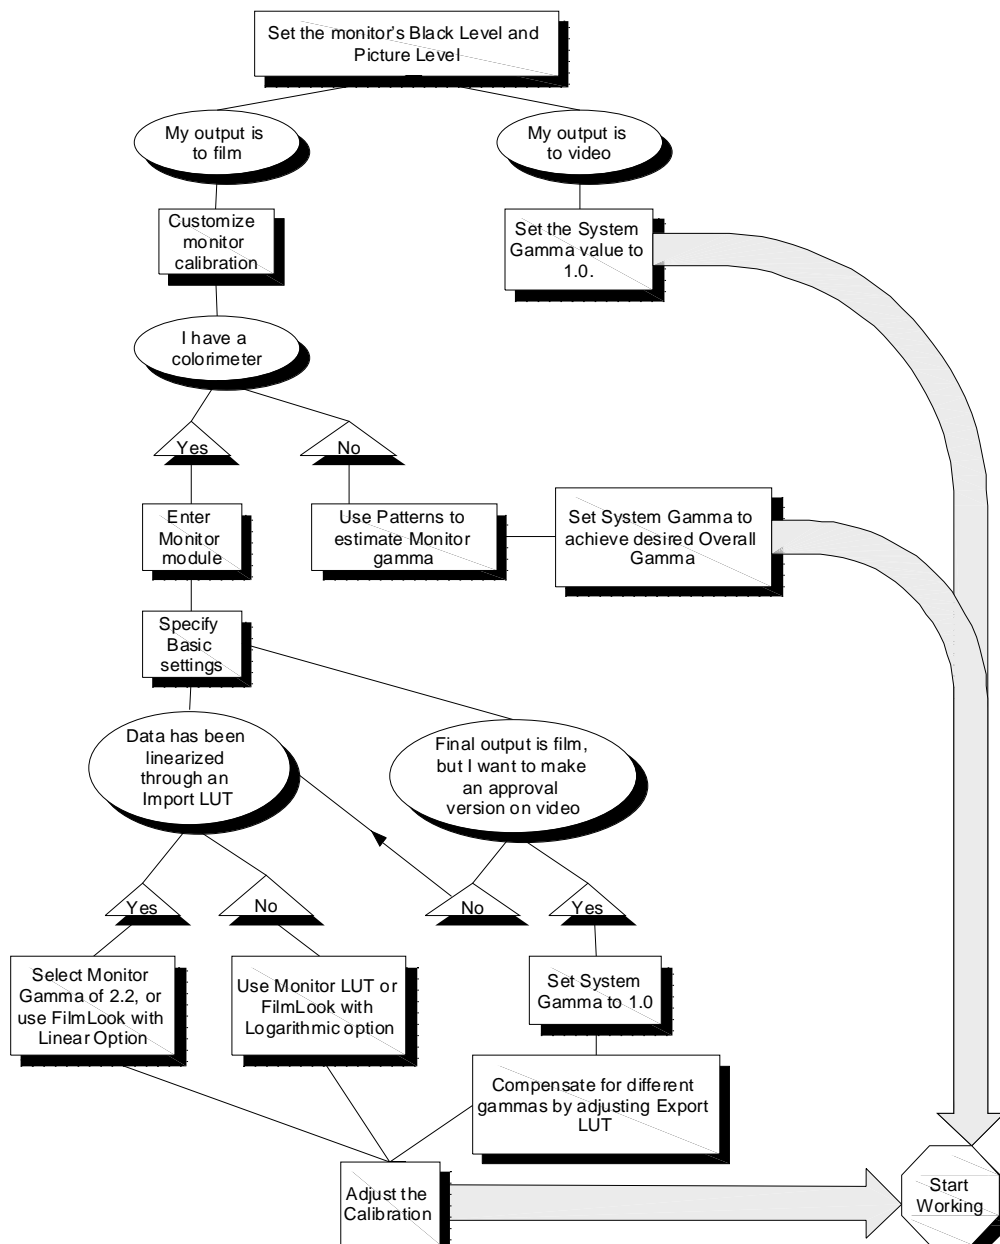 Set the monitor's Black Level and
Picture Level
My output is
to film
My output is
to video
Customize
monitor
calibration
Set the System
Gamma value to
1.0.
I have a
colorimeter
Yes
No
Enter
Monitor
module
Use Patterns to
estimate Monitor
gamma
Set System Gamma to
achieve desired Overall
Gamma
Specify
Basic
settings
Data has been
linearized
through an
Import LUT
Final output is film,
but I want to make
an approval
version on video
Yes
No
No
Yes
Select Monitor
Gamma of 2.2, or
use FilmLook with
Linear Option
Use Monitor LUT or
FilmLook with
Logarithmic option
Set System
Gamma to 1.0
Compensate for different
gammas by adjusting Export
LUT
Adjust the
Calibration
Start
Working